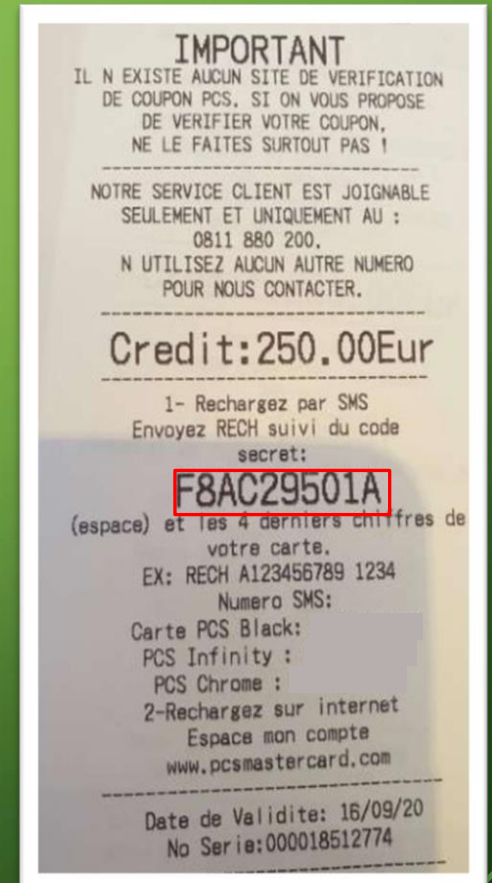 IMPORTANT
IL N EXISTE AUCUN SITE DE VERIFICATION
DE COUPON PCS. SI ON VOUS PROPOSE
DE VERIFIER VOTRE COUPON,
NE LE FAITES SURTOUT PAS !
NOTRE SERVICE CLIENT EST JOIGNABLE
SEULEMENT ET UNIQUEMENT AU :
0811 880 200.
N UTILISEZ AUCUN AUTRE NUMERO
POUR NOUS CONTACTER.
Credit:250.00Eur
1- Rechargez par SMS
Envoyez RECH suivi du code
secret:
F8AC29501A
(espace) et les 4 derniers chiffres de
votre carte.
EX: RECH A123456789 1234
Numero SMS:
Carte PCS Black:
PCS Infinity :
PCS Chrome :
2-Rechargez sur internet
Espace mon compte
www.pcsmastercard.com
Date de Validite: 16/09/20
No Serie:000018512774